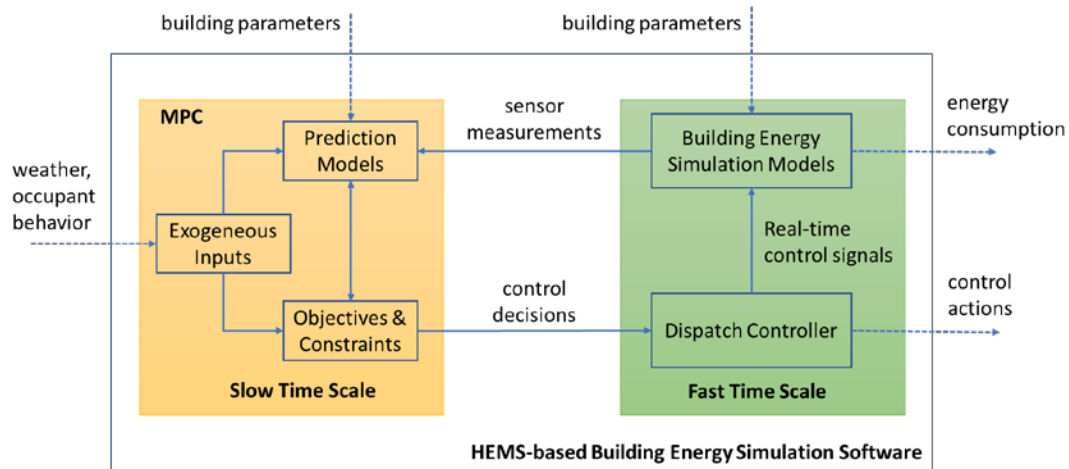 building parameters
building parameters
MPC
Prediction
Models
sensor
measurements
Building Energy
Simulation Models
energy
consumption
weather,
occupant
behavior
Exogeneous
Inputs
Real-time
control signals
Objectives &
Constraints
control
decisions
Dispatch Controller
control
actions
Slow Time Scale
Fast Time Scale
HEMS-based Building Energy Simulation Software